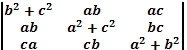 | b² + c² ab ac |
| ab a² + c² bc |
| ca cb a² + b² |